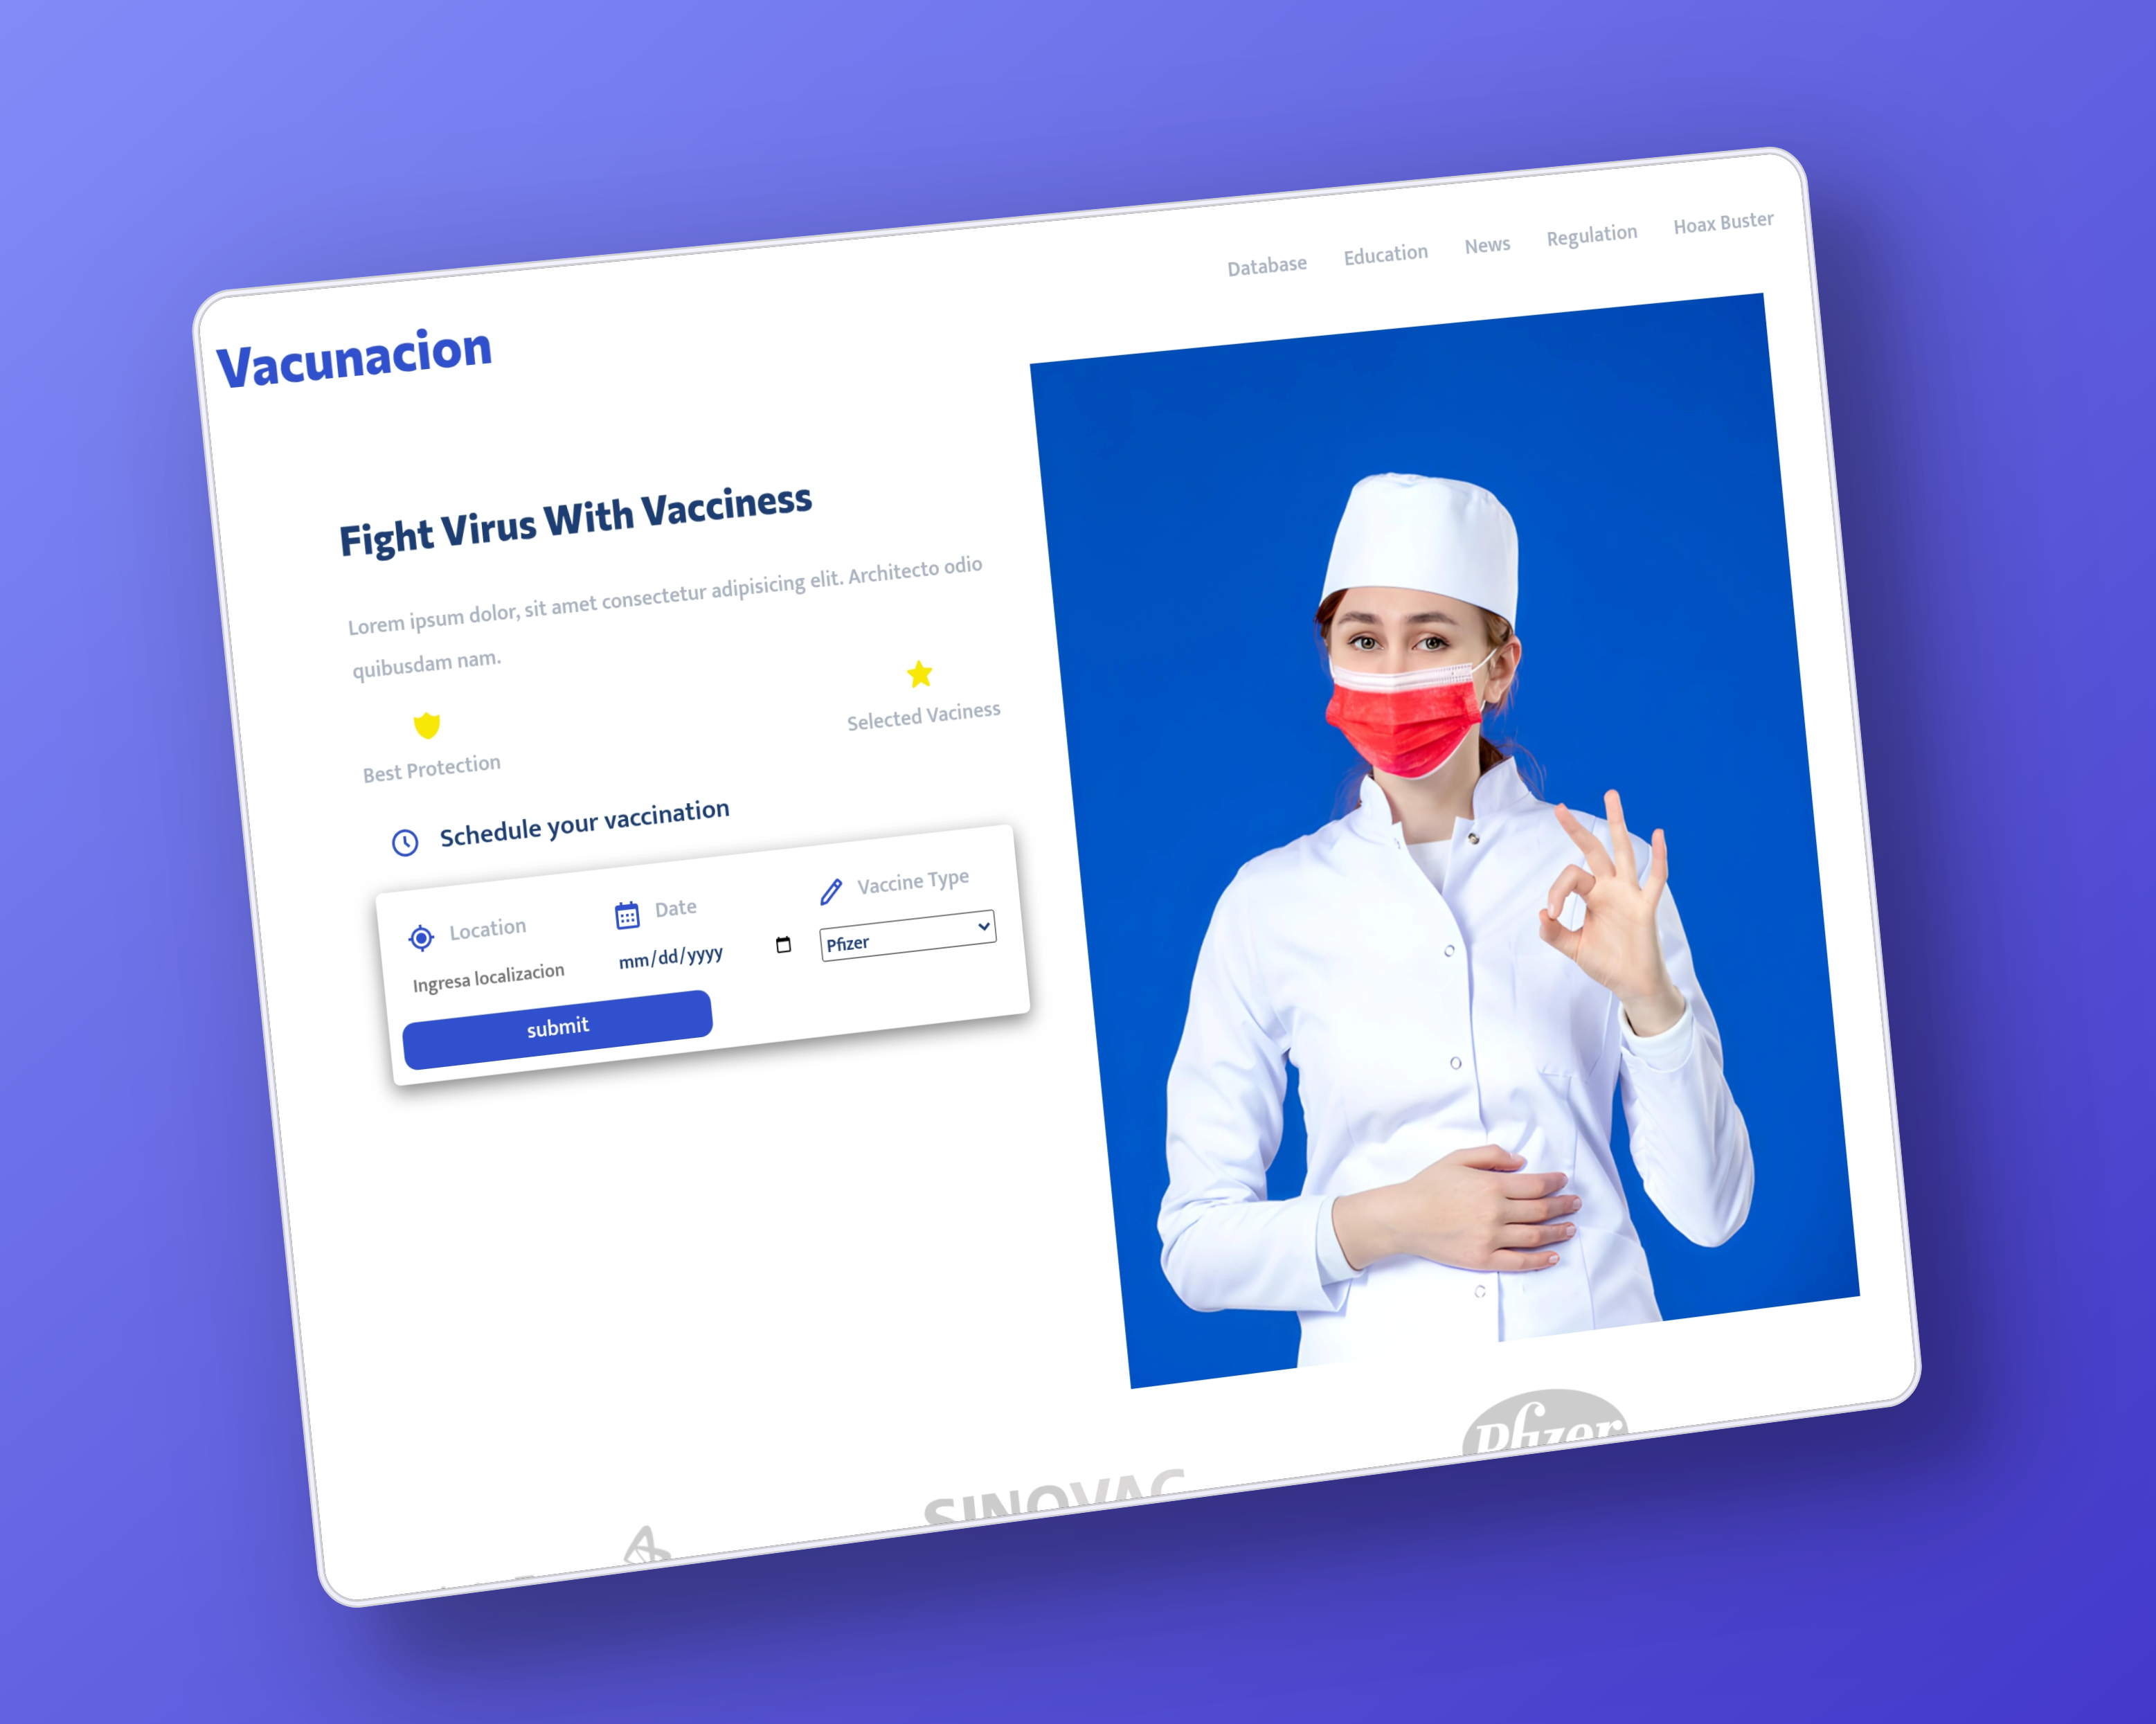 Database Education News Regulation Hoax Buster
Vacunacion
Fight Virus With Vacciness
Lorem ipsum dolor, sit amet consectetur adipisicing elit. Architecto odio
quibusdam nam.
Best Protection
Selected Vaciness
Schedule your vaccination
Location
Date
Vaccine Type
Ingresa localizacion
mm/dd/yyyy
Pfizer
submit
Pfizer
SINOVAC